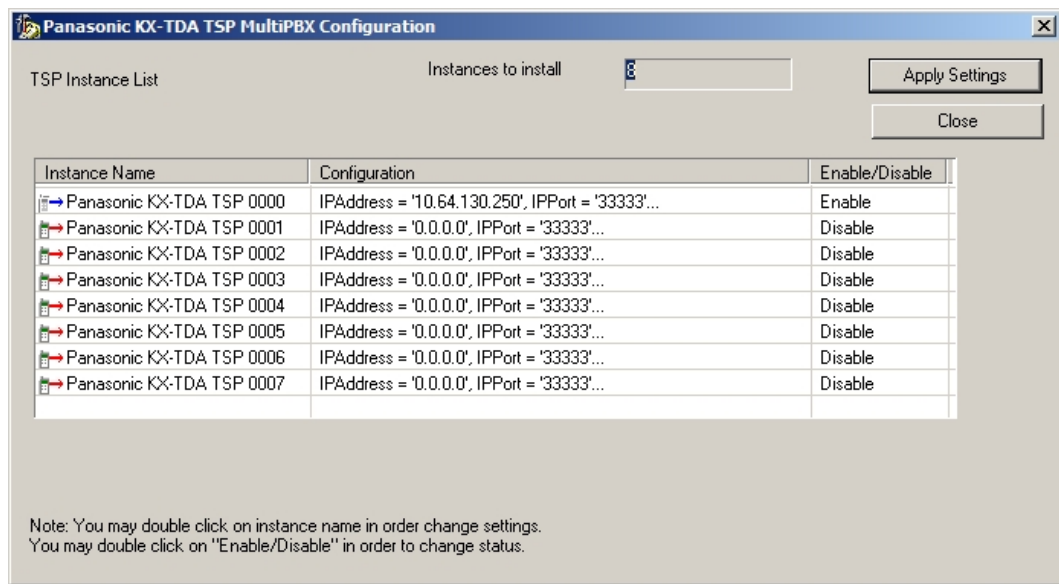 Panasonic KX-TDA TSP MultiPBX Configuration
TSP Instance List
Instances to install 8
Apply Settings
Close
Instance Name Configuration Enable/Disable
Panasonic KX-TDA TSP 0000 IPAddress = '10.64.130.250', IPPort = '33333'... Enable
Panasonic KX-TDA TSP 0001 IPAddress = '0.0.0.0', IPPort = '33333'... Disable
Panasonic KX-TDA TSP 0002 IPAddress = '0.0.0.0', IPPort = '33333'... Disable
Panasonic KX-TDA TSP 0003 IPAddress = '0.0.0.0', IPPort = '33333'... Disable
Panasonic KX-TDA TSP 0004 IPAddress = '0.0.0.0', IPPort = '33333'... Disable
Panasonic KX-TDA TSP 0005 IPAddress = '0.0.0.0', IPPort = '33333'... Disable
Panasonic KX-TDA TSP 0006 IPAddress = '0.0.0.0', IPPort = '33333'... Disable
Panasonic KX-TDA TSP 0007 IPAddress = '0.0.0.0', IPPort = '33333'... Disable
Note: You may double click on instance name in order change settings.
You may double click on "Enable/Disable" in order to change status.